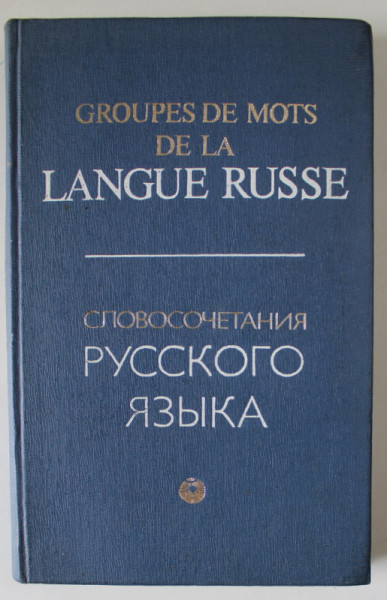 GROUPES DE MOTS
DE LA
LANGUE RUSSE
СЛОВОСОЧЕТАНИЯ
РУССКОГО
ЯЗЫКА